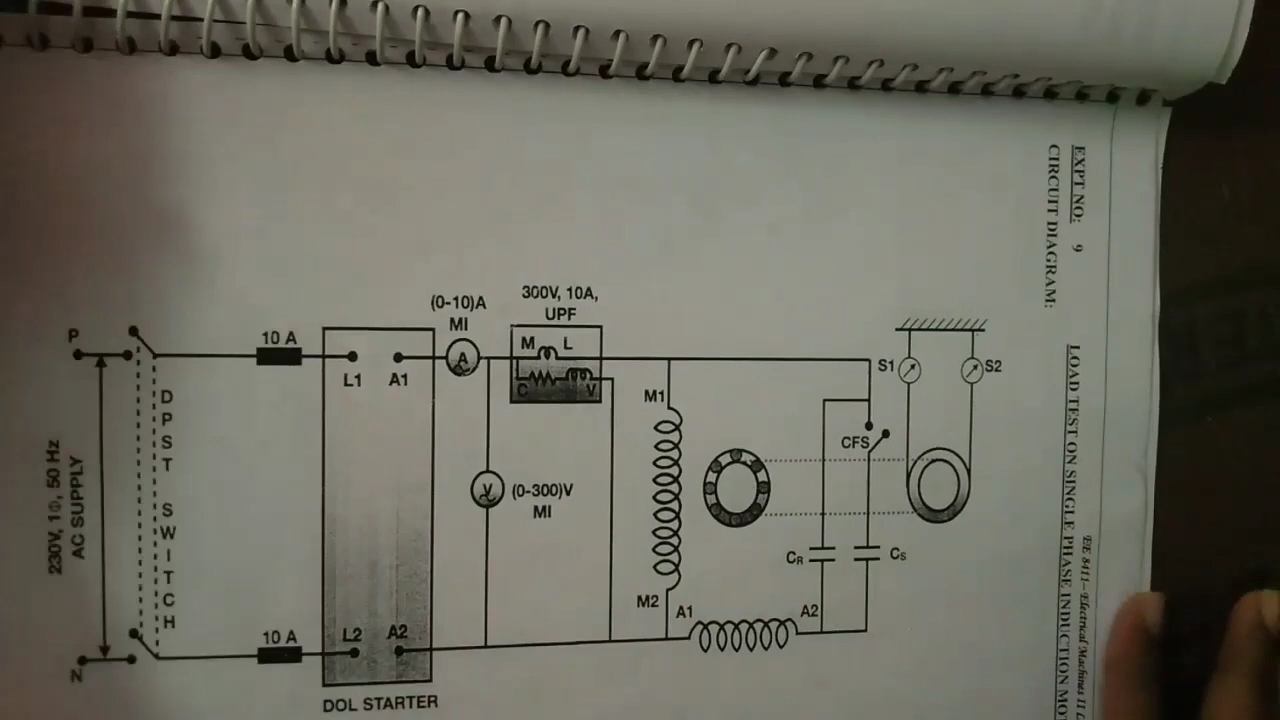 EE 8411–Electrical Machines II L
EXPT NO: 9 LOAD TEST ON SINGLE PHASE INDUCTION MOT
CIRCUIT DIAGRAM:
300V, 10A,
UPF
(0-10)A
MI
P
10 A
A
M L
C V
L1 A1
S1
S2
M1
DPST SWITCH
CFS
230V, 1Φ, 50 Hz
AC SUPPLY
V
(0-300)V
MI
CR
CS
M2
A1
A2
10 A
L2 A2
N
DOL STARTER